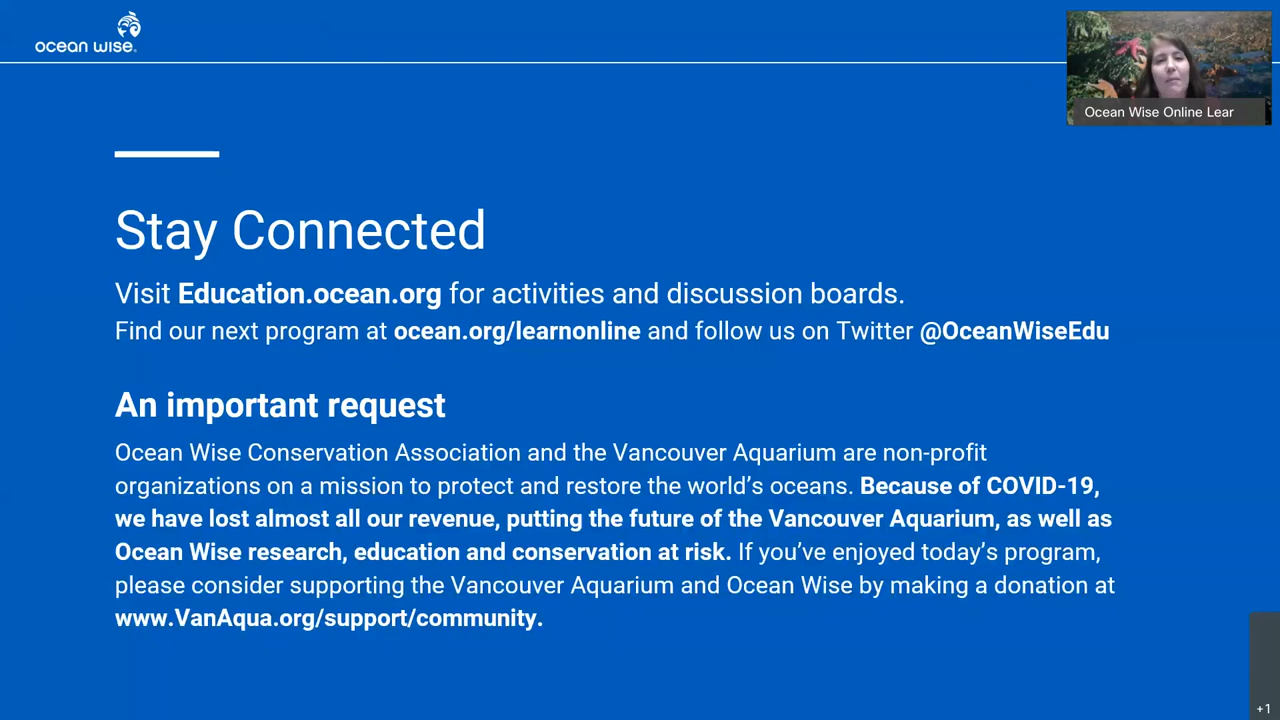 ocean wise.
Ocean Wise Online Lear
Stay Connected
Visit Education.ocean.org for activities and discussion boards.
Find our next program at ocean.org/learnonline and follow us on Twitter @OceanWiseEdu
An important request
Ocean Wise Conservation Association and the Vancouver Aquarium are non-profit
organizations on a mission to protect and restore the world’s oceans. Because of COVID-19,
we have lost almost all our revenue, putting the future of the Vancouver Aquarium, as well as
Ocean Wise research, education and conservation at risk. If you’ve enjoyed today’s program,
please consider supporting the Vancouver Aquarium and Ocean Wise by making a donation at
www.VanAqua.org/support/community.
+1